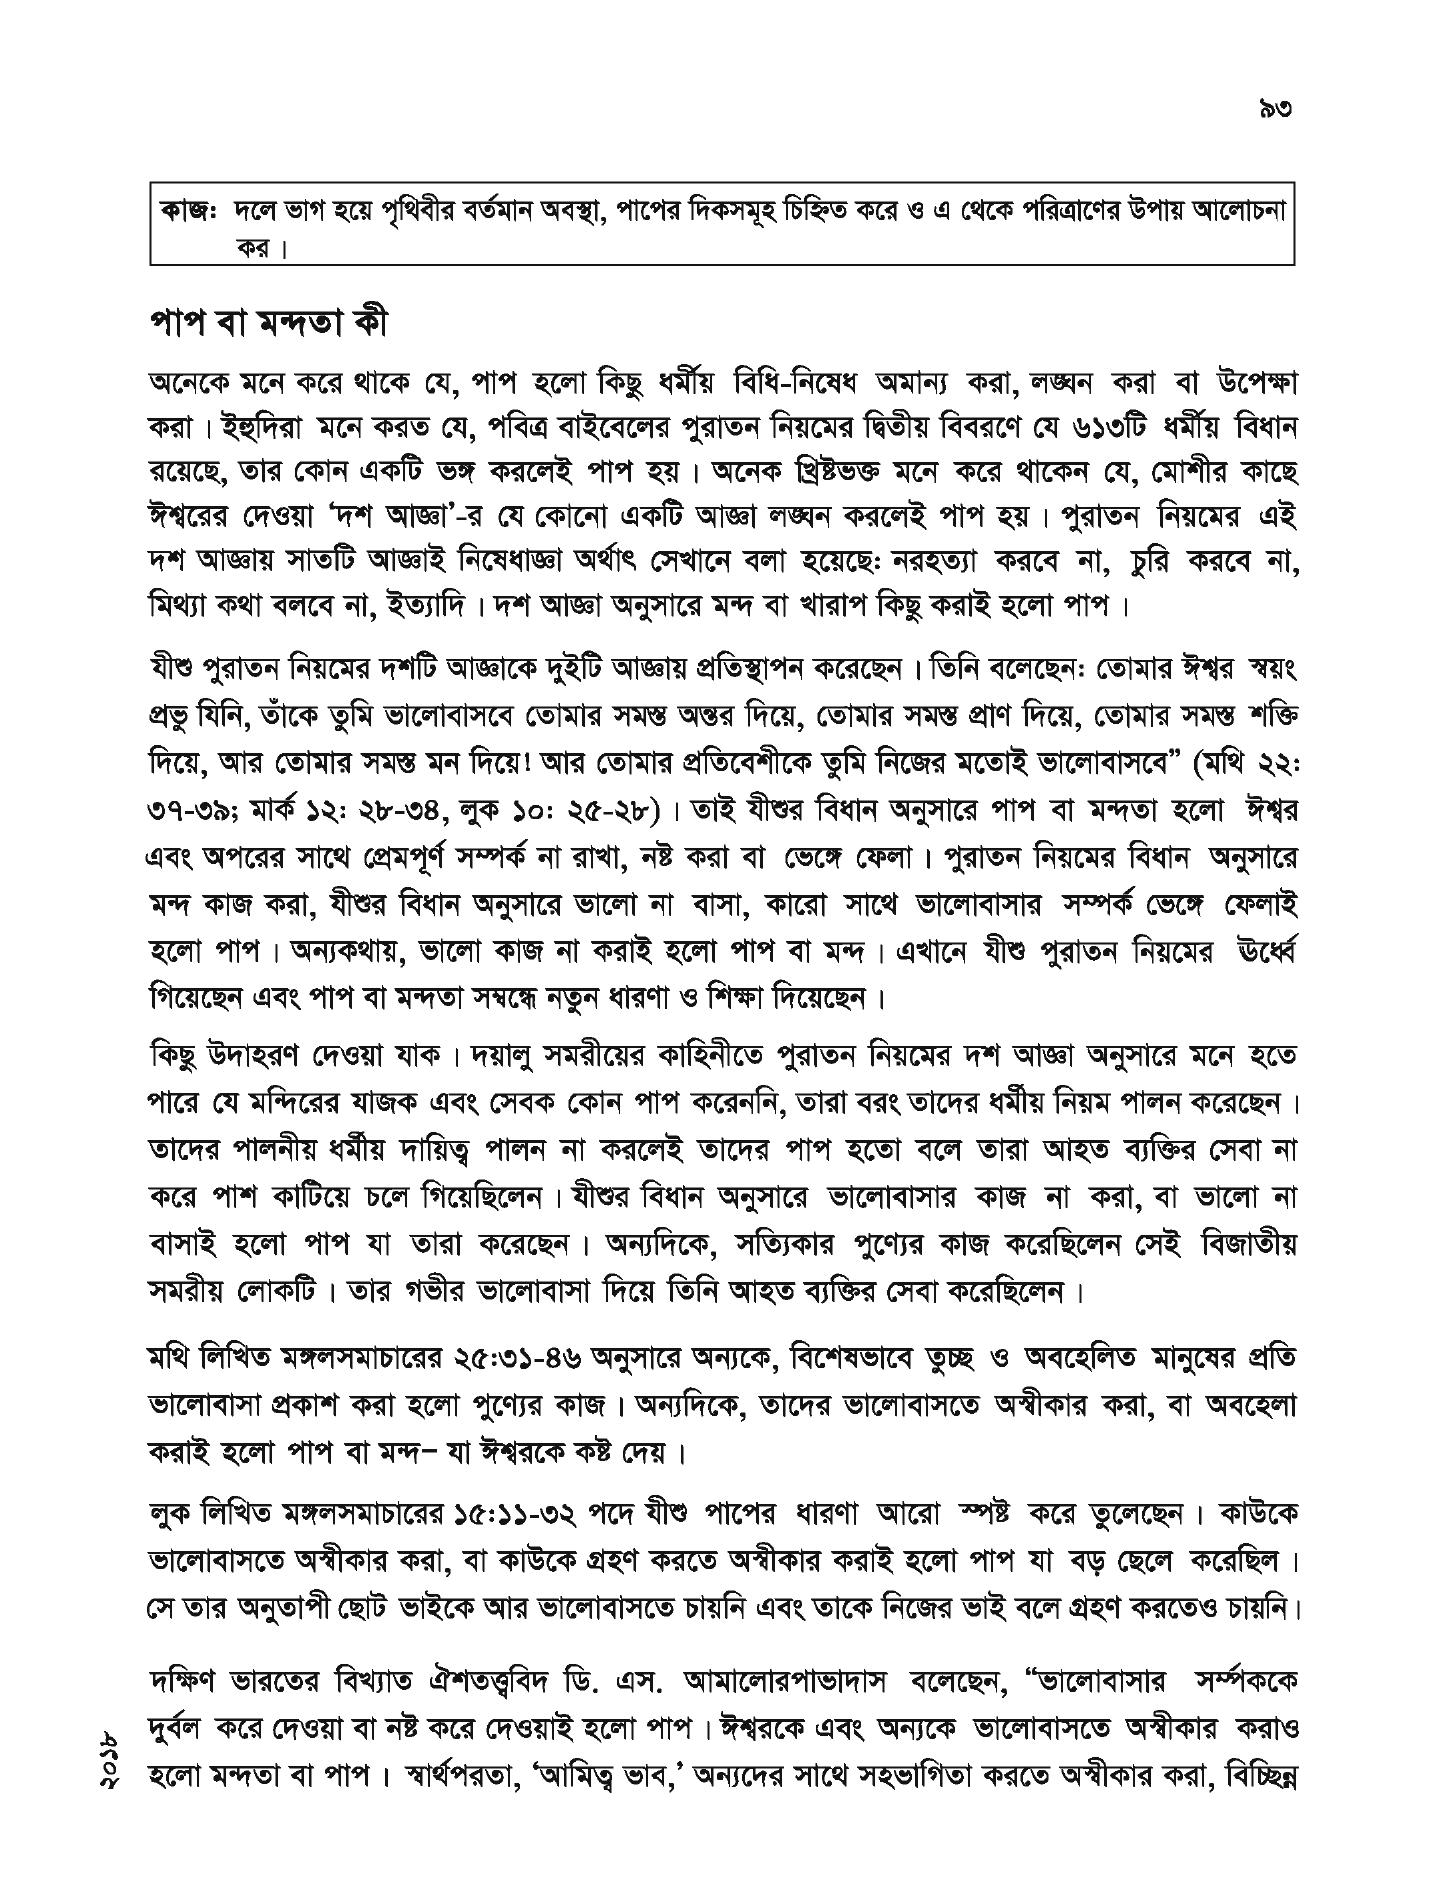 ৯৩
কাজ: দলে ভাগ হয়ে পৃথিবীর বর্তমান অবস্থা, পাপের দিকসমূহ চিহ্নিত করে ও এ থেকে পরিত্রাণের উপায় আলোচনা
কর ।
পাপ বা মন্দতা কী
অনেকে মনে করে থাকে যে, পাপ হলো কিছু ধর্মীয় বিধি-নিষেধ অমান্য করা, লঙ্ঘন করা বা উপেক্ষা
করা । ইহুদিরা মনে করত যে, পবিত্র বাইবেলের পুরাতন নিয়মের দ্বিতীয় বিবরণে যে ৬১৩টি ধর্মীয় বিধান
রয়েছে, তার কোন একটি ভঙ্গ করলেই পাপ হয় । অনেক খ্রিষ্টভক্ত মনে করে থাকেন যে, মোশীর কাছে
ঈশ্বরের দেওয়া ‘দশ আজ্ঞা’-র যে কোনো একটি আজ্ঞা লঙ্ঘন করলেই পাপ হয় । পুরাতন নিয়মের এই
দশ আজ্ঞায় সাতটি আজ্ঞাই নিষেধাজ্ঞা অর্থাৎ সেখানে বলা হয়েছে: নরহত্যা করবে না, চুরি করবে না,
মিথ্যা কথা বলবে না, ইত্যাদি । দশ আজ্ঞা অনুসারে মন্দ বা খারাপ কিছু করাই হলো পাপ ।
যীশু পুরাতন নিয়মের দশটি আজ্ঞাকে দুইটি আজ্ঞায় প্রতিস্থাপন করেছেন । তিনি বলেছেন: তোমার ঈশ্বর স্বয়ং
প্রভু যিনি, তাঁকে তুমি ভালোবাসবে তোমার সমস্ত অন্তর দিয়ে, তোমার সমস্ত প্রাণ দিয়ে, তোমার সমস্ত শক্তি
দিয়ে, আর তোমার সমস্ত মন দিয়ে! আর তোমার প্রতিবেশীকে তুমি নিজের মতোই ভালোবাসবে” (মথি ২২:
৩৭-৩৯; মার্ক ১২: ২৮-৩৪, লুক ১০: ২৫-২৮) । তাই যীশুর বিধান অনুসারে পাপ বা মন্দতা হলো ঈশ্বর
এবং অপরের সাথে প্রেমপূর্ণ সম্পর্ক না রাখা, নষ্ট করা বা ভেঙ্গে ফেলা । পুরাতন নিয়মের বিধান অনুসারে
মন্দ কাজ করা, যীশুর বিধান অনুসারে ভালো না বাসা, কারো সাথে ভালোবাসার সম্পর্ক ভেঙ্গে ফেলাই
হলো পাপ । অন্যকথায়, ভালো কাজ না করাই হলো পাপ বা মন্দ । এখানে যীশু পুরাতন নিয়মের ঊর্ধ্বে
গিয়েছেন এবং পাপ বা মন্দতা সম্বন্ধে নতুন ধারণা ও শিক্ষা দিয়েছেন ।
কিছু উদাহরণ দেওয়া যাক । দয়ালু সমরীয়ের কাহিনীতে পুরাতন নিয়মের দশ আজ্ঞা অনুসারে মনে হতে
পারে যে মন্দিরের যাজক এবং সেবক কোন পাপ করেননি, তারা বরং তাদের ধর্মীয় নিয়ম পালন করেছেন ।
তাদের পালনীয় ধর্মীয় দায়িত্ব পালন না করলেই তাদের পাপ হতো বলে তারা আহত ব্যক্তির সেবা না
করে পাশ কাটিয়ে চলে গিয়েছিলেন । যীশুর বিধান অনুসারে ভালোবাসার কাজ না করা, বা ভালো না
বাসাই হলো পাপ যা তারা করেছেন । অন্যদিকে, সত্যিকার পুণ্যের কাজ করেছিলেন সেই বিজাতীয়
সমরীয় লোকটি । তার গভীর ভালোবাসা দিয়ে তিনি আহত ব্যক্তির সেবা করেছিলেন ।
মথি লিখিত মঙ্গলসমাচারের ২৫:৩১-৪৬ অনুসারে অন্যকে, বিশেষভাবে তুচ্ছ ও অবহেলিত মানুষের প্রতি
ভালোবাসা প্রকাশ করা হলো পুণ্যের কাজ । অন্যদিকে, তাদের ভালোবাসতে অস্বীকার করা, বা অবহেলা
করাই হলো পাপ বা মন্দ– যা ঈশ্বরকে কষ্ট দেয় ।
লুক লিখিত মঙ্গলসমাচারের ১৫:১১-৩২ পদে যীশু পাপের ধারণা আরো স্পষ্ট করে তুলেছেন । কাউকে
ভালোবাসতে অস্বীকার করা, বা কাউকে গ্রহণ করতে অস্বীকার করাই হলো পাপ যা বড় ছেলে করেছিল ।
সে তার অনুতাপী ছোট ভাইকে আর ভালোবাসতে চায়নি এবং তাকে নিজের ভাই বলে গ্রহণ করতেও চায়নি।
দক্ষিণ ভারতের বিখ্যাত ঐশতত্ত্ববিদ ডি. এস. আমালোরপাভাদাস বলেছেন, “ভালোবাসার সর্ম্পককে
দুর্বল করে দেওয়া বা নষ্ট করে দেওয়াই হলো পাপ । ঈশ্বরকে এবং অন্যকে ভালোবাসতে অস্বীকার করাও
হলো মন্দতা বা পাপ । স্বার্থপরতা, ‘আমিত্ব ভাব,’ অন্যদের সাথে সহভাগিতা করতে অস্বীকার করা, বিচ্ছিন্ন
২০১৮